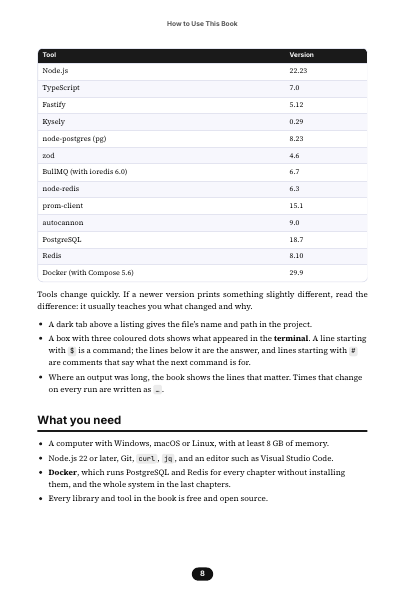 How to Use This Book
Tool Version
Node.js 22.23
TypeScript 7.0
Fastify 5.12
Kysely 0.29
node-postgres (pg) 8.23
zod 4.6
BullMQ (with ioredis 6.0) 6.7
node-redis 6.3
prom-client 15.1
autocannon 9.0
PostgreSQL 18.7
Redis 8.10
Docker (with Compose 5.6) 29.9
Tools change quickly. If a newer version prints something slightly different, read the
difference: it usually teaches you what changed and why.
• A dark tab above a listing gives the file's name and path in the project.
• A box with three coloured dots shows what appeared in the terminal. A line starting
with $ is a command; the lines below it are the answer, and lines starting with #
are comments that say what the next command is for.
• Where an output was long, the book shows the lines that matter. Times that change
on every run are written as ….
What you need
• A computer with Windows, macOS or Linux, with at least 8 GB of memory.
• Node.js 22 or later, Git, curl, jq, and an editor such as Visual Studio Code.
• Docker, which runs PostgreSQL and Redis for every chapter without installing
them, and the whole system in the last chapters.
• Every library and tool in the book is free and open source.
8